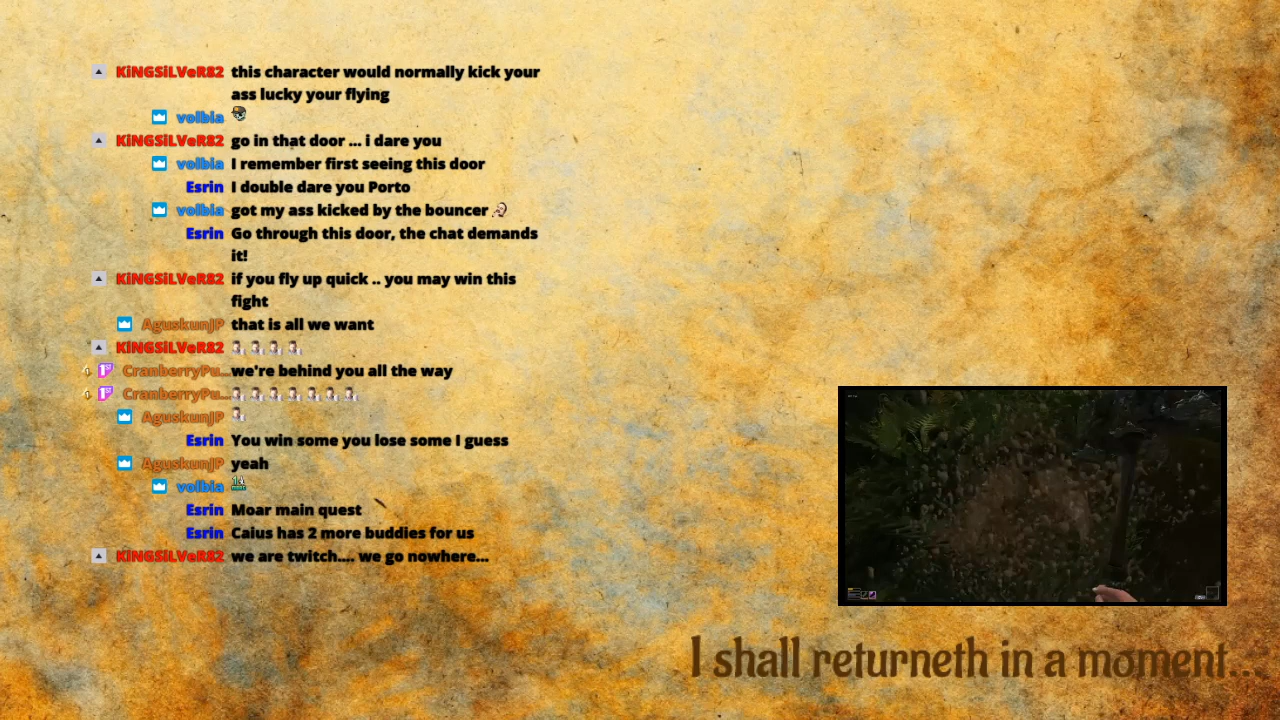 KiNGSiLVeR82 this character would normally kick your
ass lucky your flying
volbia
KiNGSiLVeR82 go in that door ... i dare you
volbia I remember first seeing this door
Esrin I double dare you Porto
volbia got my ass kicked by the bouncer
Esrin Go through this door, the chat demands
it!
KiNGSiLVeR82 if you fly up quick .. you may win this
fight
AguskunJP that is all we want
KiNGSiLVeR82
CranberryPu... we're behind you all the way
CranberryPu...
AguskunJP
Esrin You win some you lose some I guess
AguskunJP yeah
volbia
Esrin Moar main quest
Esrin Caius has 2 more buddies for us
KiNGSiLVeR82 we are twitch.... we go nowhere...
I shall returneth in a moment...